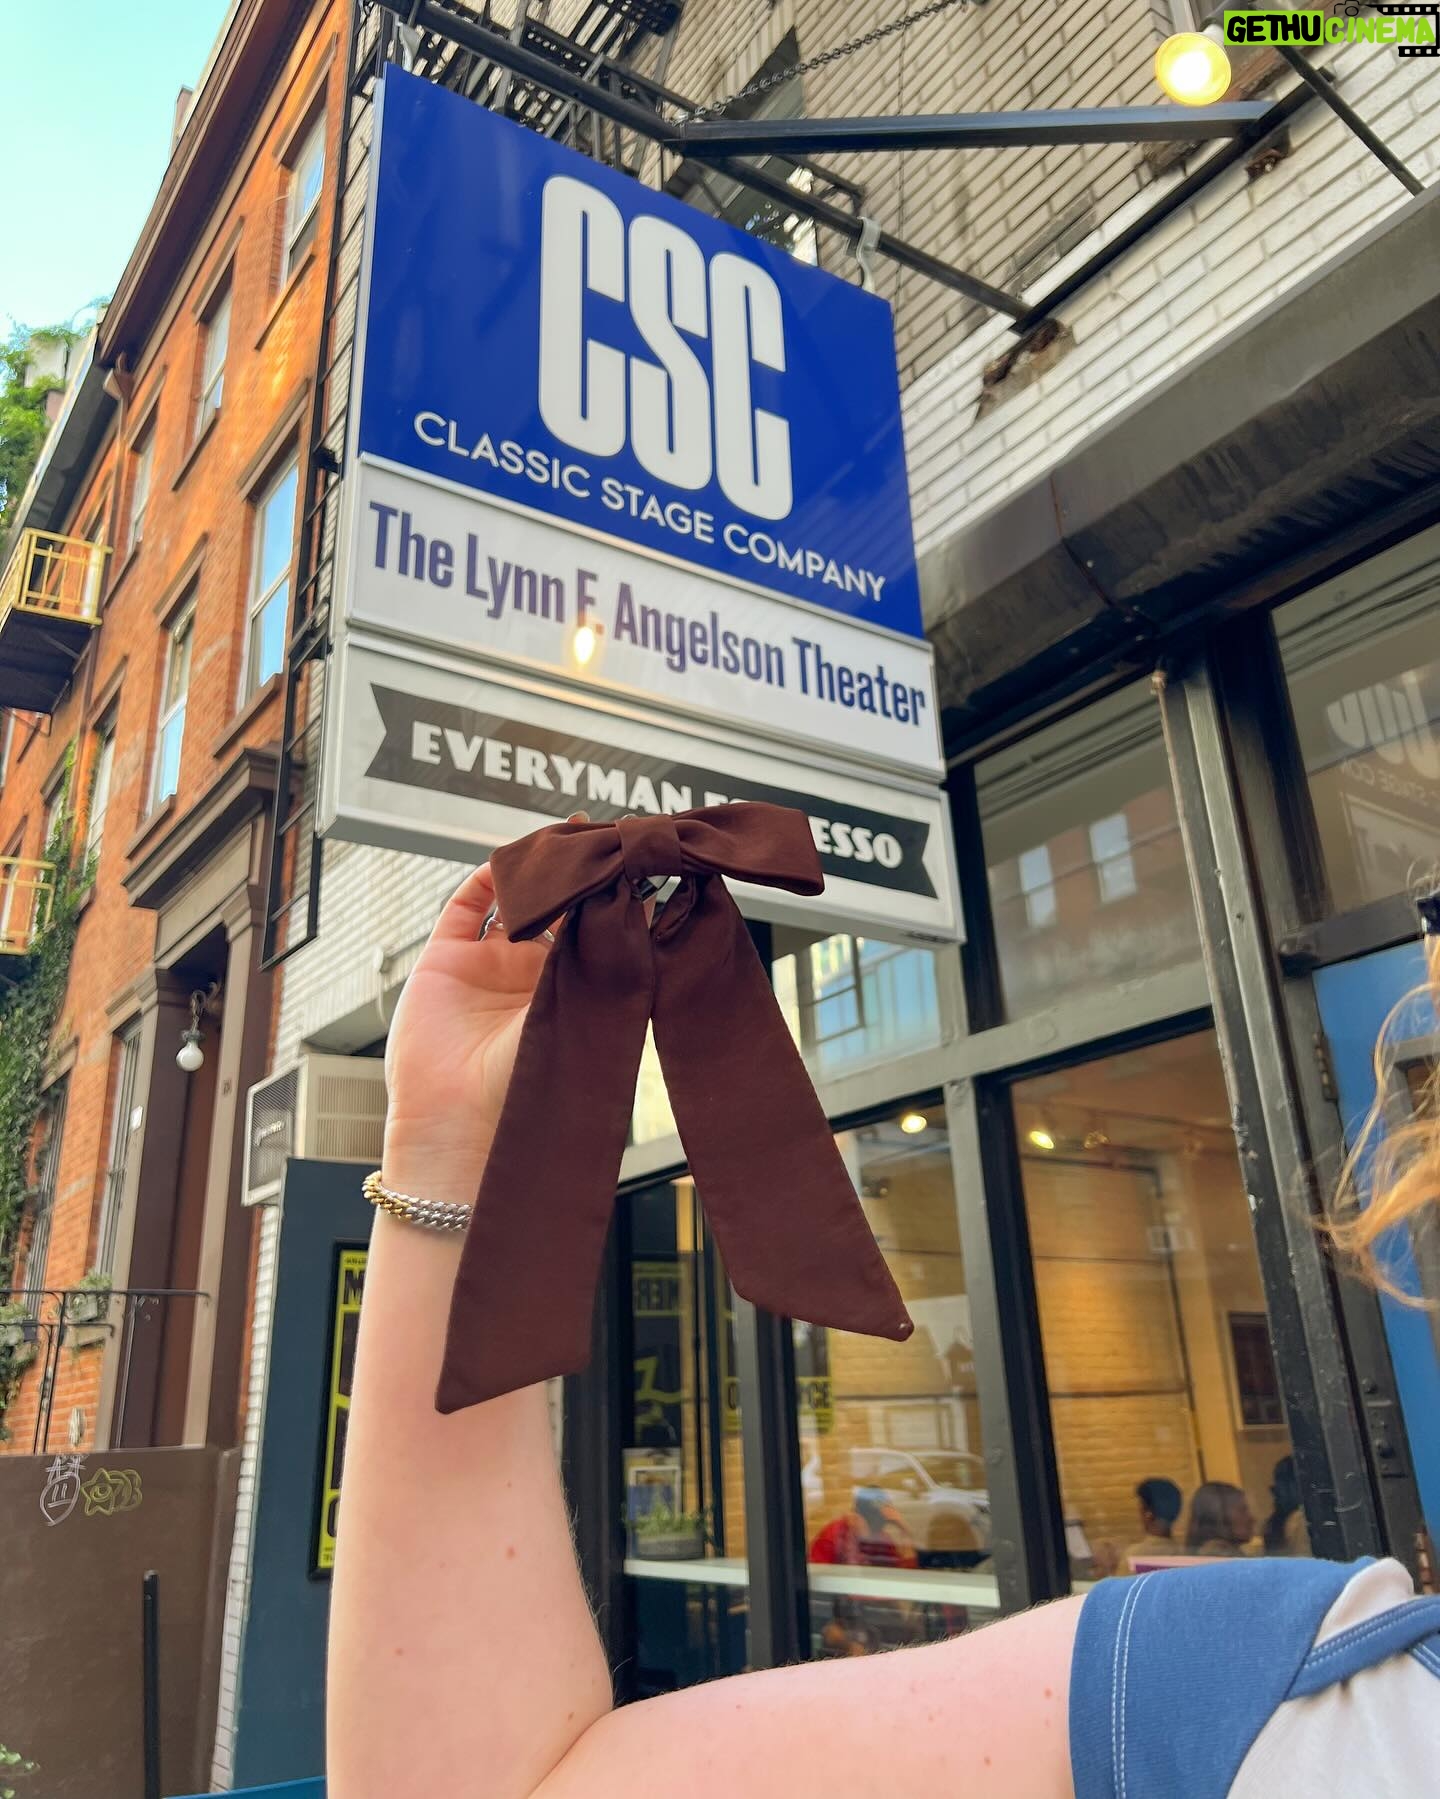 GETHUCINEMA
CSC
CLASSIC STAGE COMPANY
The Lynn F. Angelson Theater
EVERYMAN ESSO